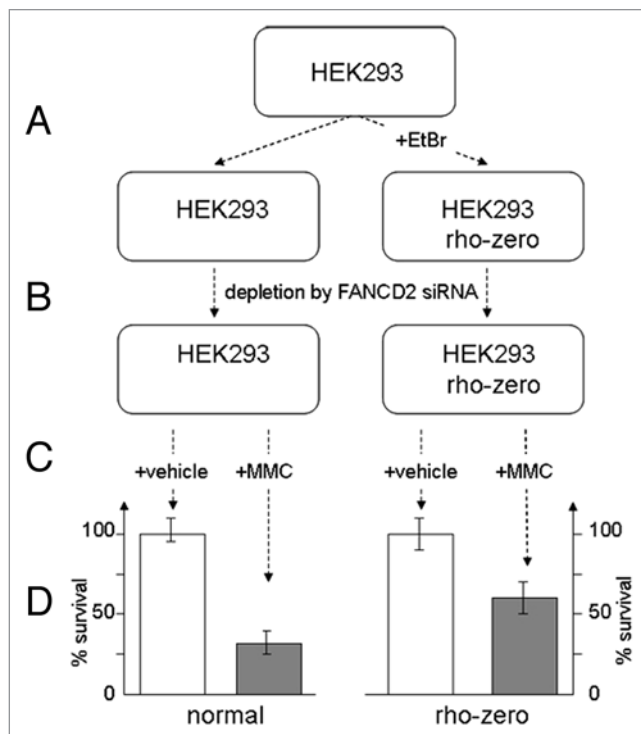 HEK293
A
+EtBr
HEK293
HEK293
rho-zero
B
depletion by FANCD2 siRNA
HEK293
HEK293
rho-zero
C
+vehicle
+MMC
+vehicle
+MMC
D
% survival
100
50
0
100
50
0
% survival
normal
rho-zero